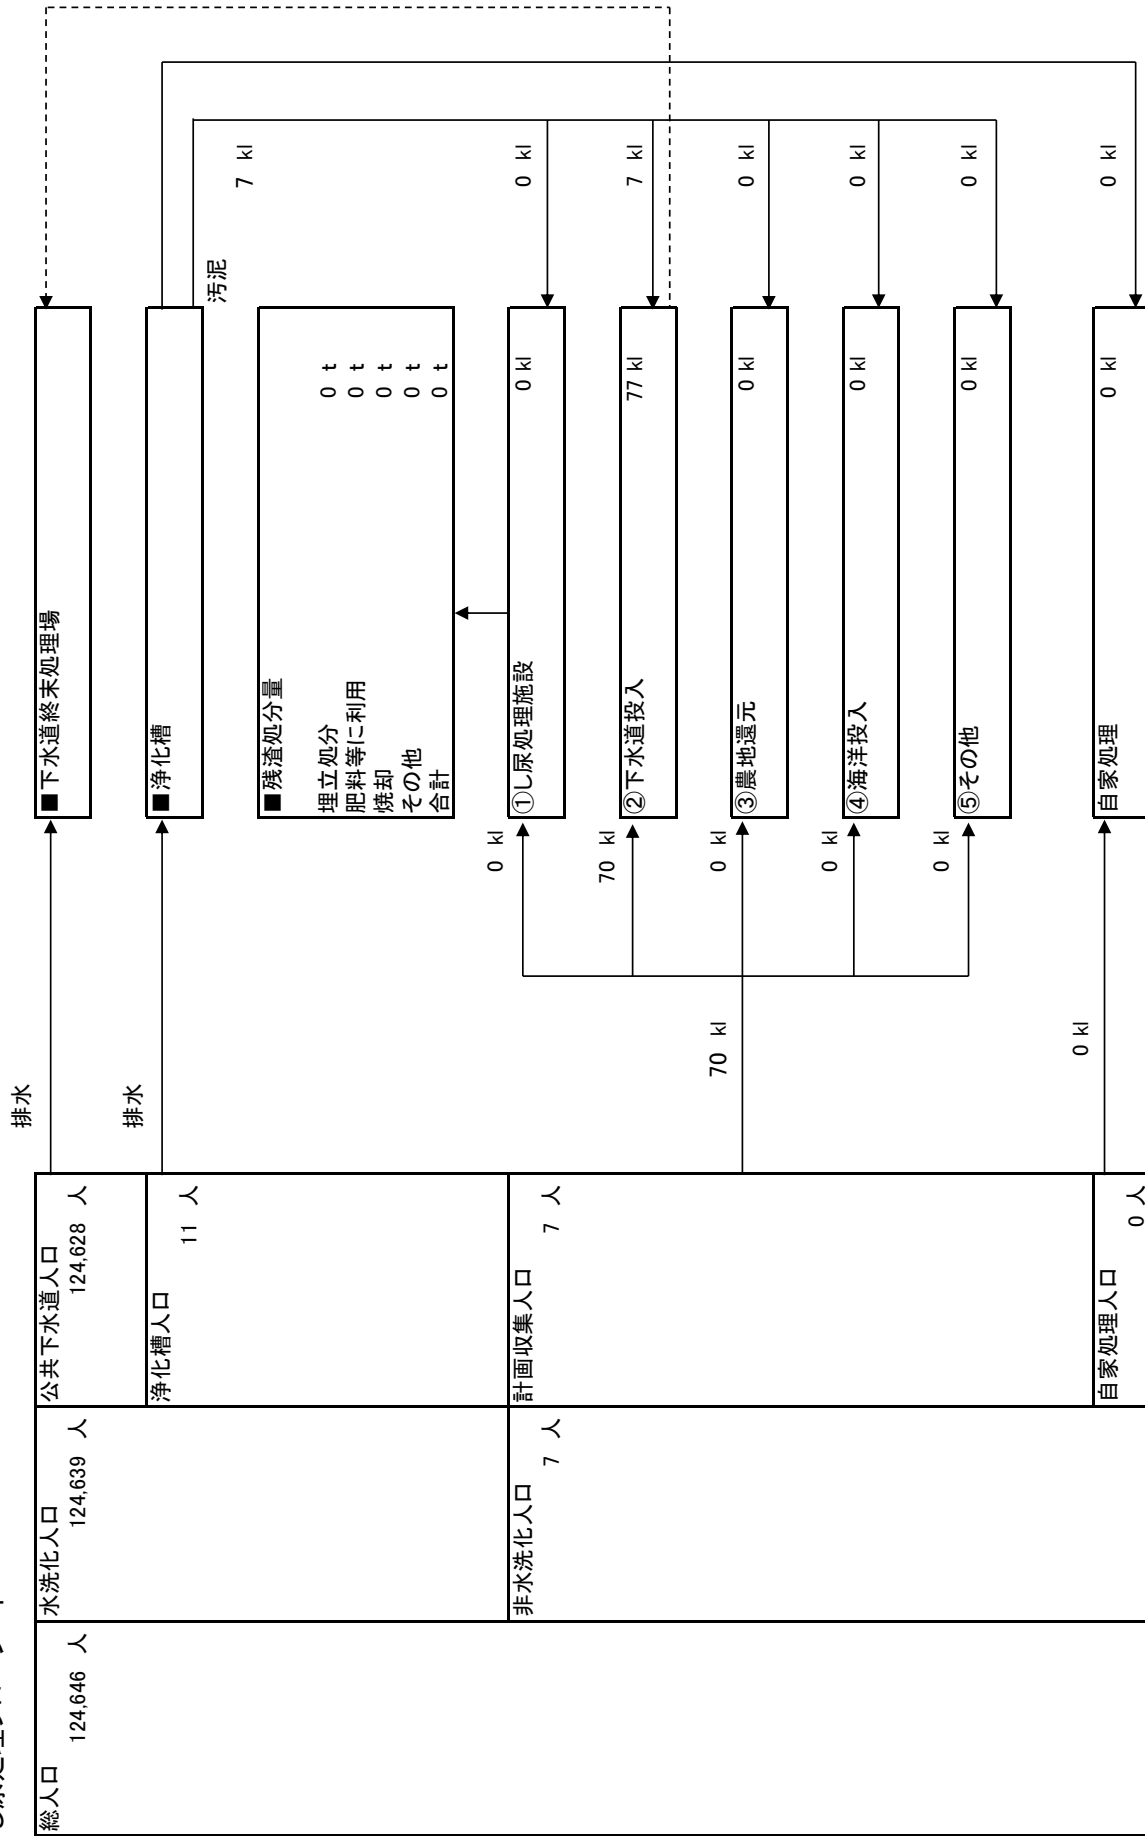 総人口
124,646 人
水洗化人口
124,639 人
公共下水道人口
124,628 人
排水
■下水道終末処理場
浄化槽人口
11 人
排水
■浄化槽
汚泥
7 kl
■残渣処分量
埋立処分 0 t
肥料等に利用 0 t
焼却 0 t
その他 0 t
合計 0 t
非水洗化人口
7 人
計画収集人口
7 人
70 kl
0 kl
①し尿処理施設 0 kl
0 kl
70 kl
②下水道投入 77 kl
7 kl
0 kl
③農地還元 0 kl
0 kl
0 kl
④海洋投入 0 kl
0 kl
0 kl
⑤その他 0 kl
0 kl
自家処理人口
0 人
0 kl
自家処理 0 kl
0 kl